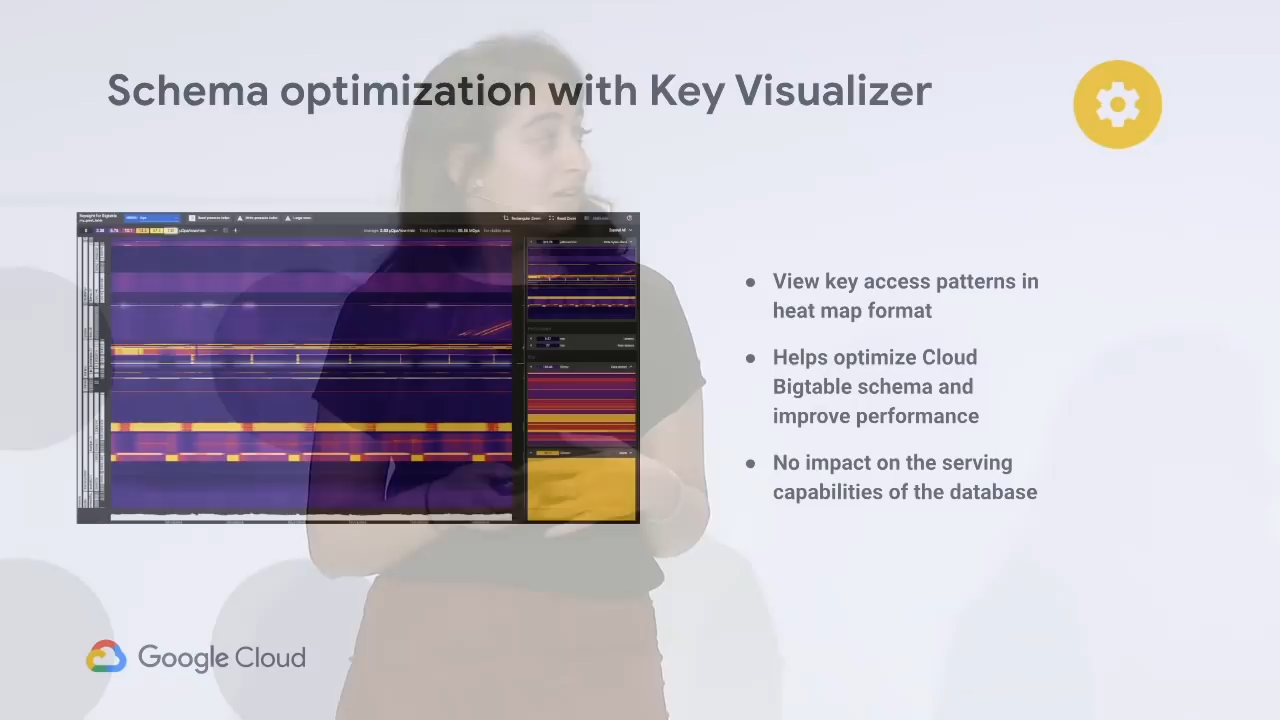 Schema optimization with Key Visualizer
● View key access patterns in
heat map format
● Helps optimize Cloud
Bigtable schema and
improve performance
● No impact on the serving
capabilities of the database
Google Cloud